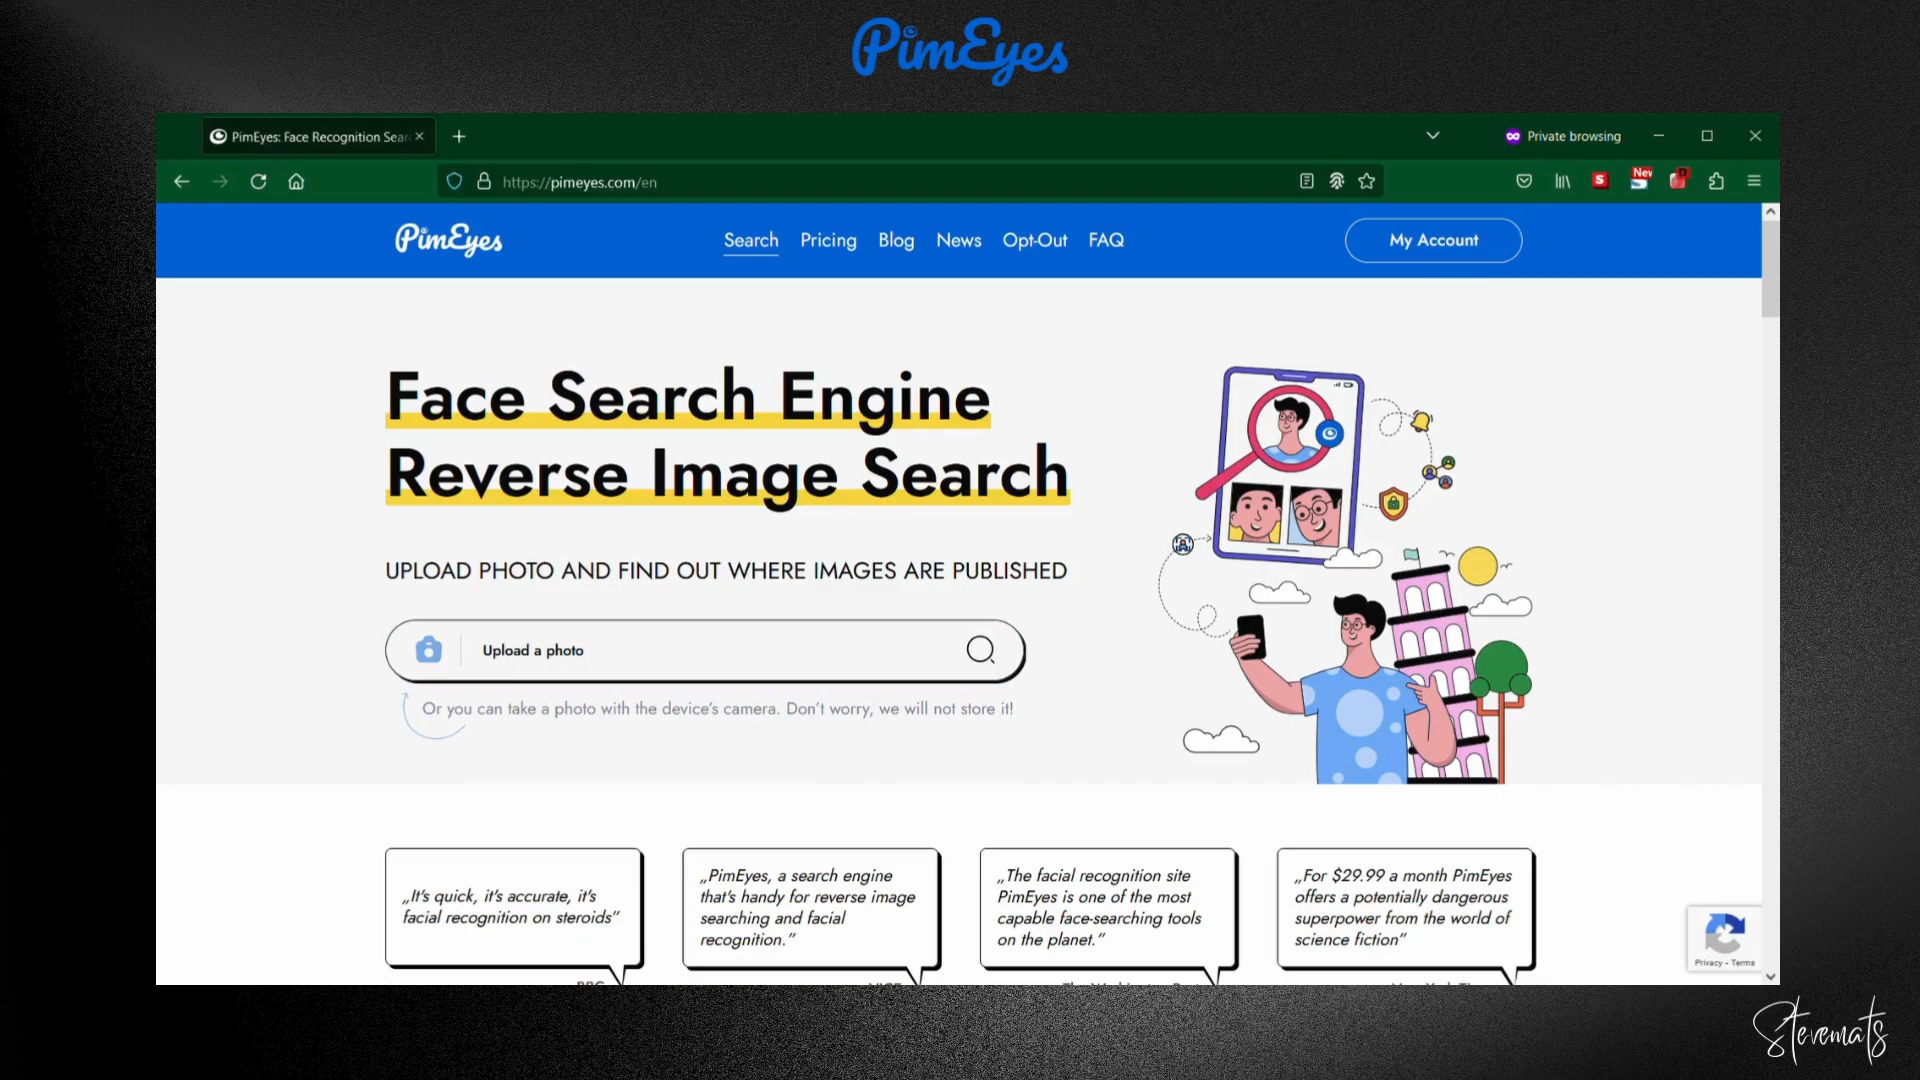 PimEyes
PimEyes: Face Recognition Sear
Private browsing
https://pimeyes.com/en
New
PimEyes
Search
Pricing
Blog
News
Opt-Out
FAQ
My Account
Face Search Engine
Reverse Image Search
UPLOAD PHOTO AND FIND OUT WHERE IMAGES ARE PUBLISHED
Upload a photo
Or you can take a photo with the device's camera. Don't worry, we will not store it!
„It's quick, it's accurate, it's
facial recognition on steroids”
„PimEyes, a search engine
that's handy for reverse image
searching and facial
recognition.”
„The facial recognition site
PimEyes is one of the most
capable face-searching tools
on the planet.”
„For $29.99 a month PimEyes
offers a potentially dangerous
superpower from the world of
science fiction”
Privacy - Terms
Stevemats